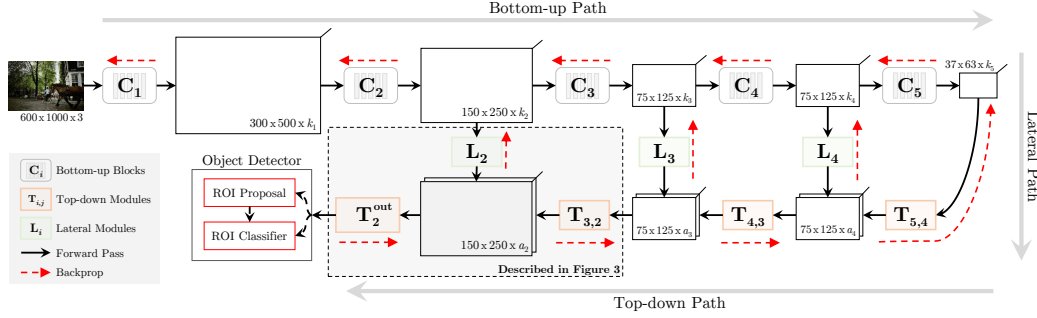 Bottom-up Path
C1
C2
C3
C4
C5
37 x 63 x k5
600 x 1000 x 3
300 x 500 x k1
150 x 250 x k2
75 x 125 x k3
75 x 125 x k4
Lateral Path
L2
L3
L4
Object Detector
ROI Proposal
ROI Classifier
T2out
T3,2
T4,3
T5,4
150 x 250 x a2
75 x 125 x a3
75 x 125 x a4
Described in Figure 3
Ci Bottom-up Blocks
Ti,j Top-down Modules
Li Lateral Modules
Forward Pass
Backprop
Top-down Path